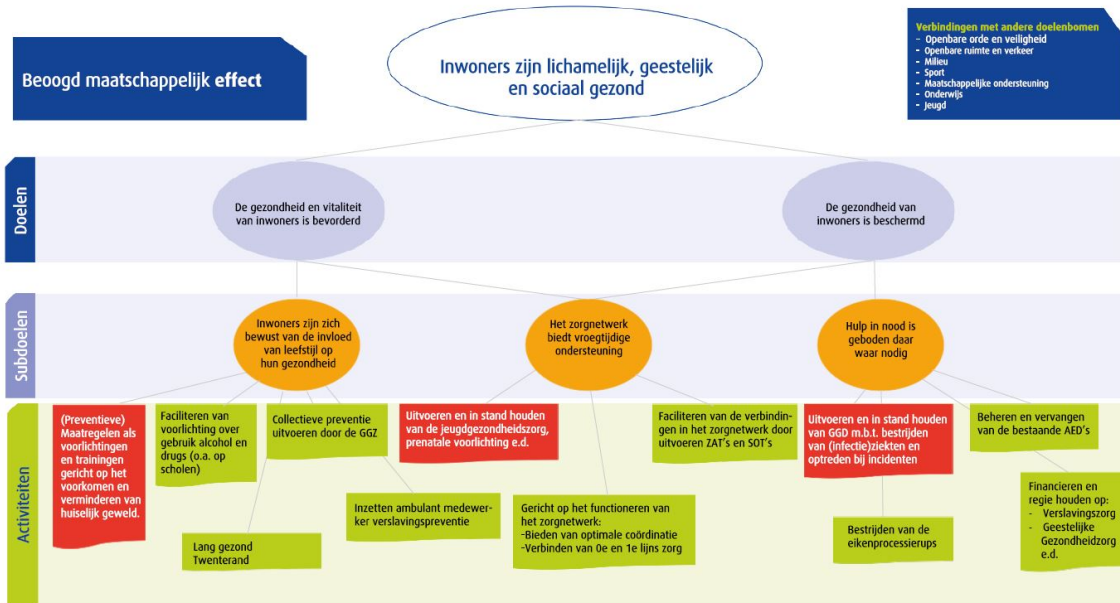 Beoogd maatschappelijk effect
Inwoners zijn lichamelijk, geestelijk
en sociaal gezond
Verbindingen met andere doelenbomen
- Openbare orde en veiligheid
- Openbare ruimte en verkeer
- Milieu
- Sport
- Maatschappelijke ondersteuning
- Onderwijs
- Jeugd
Doelen
De gezondheid en vitaliteit
van inwoners is bevorderd
De gezondheid van
inwoners is beschermd
Subdoelen
Inwoners zijn zich
bewust van de invloed
van leefstijl op
hun gezondheid
Het zorgnetwerk
biedt vroegtijdige
ondersteuning
Hulp in nood is
geboden daar
waar nodig
Activiteiten
(Preventieve)
Maatregelen als
voorlichtingen
en trainingen
gericht op het
voorkomen en
verminderen van
huiselijk geweld.
Faciliteren van
voorlichting over
gebruik alcohol en
drugs (o.a. op
scholen)
Collectieve preventie
uitvoeren door de GGZ
Uitvoeren en in stand houden
van de jeugdgezondheidszorg,
prenatale voorlichting e.d.
Faciliteren van de verbindin-
gen in het zorgnetwerk door
uitvoeren ZAT's en SOT's
Uitvoeren en in stand houden
van GGD m.b.t. bestrijden
van (infectie)ziekten en
optreden bij incidenten
Beheren en vervangen
van de bestaande AED's
Lang gezond
Twenterand
Inzetten ambulant medewer-
ker verslavingspreventie
Gericht op het functioneren van
het zorgnetwerk:
-Bieden van optimale coördinatie
-Verbinden van 0e en 1e lijns zorg
Bestrijden van de
eikenprocessierups
Financieren en
regie houden op:
- Verslavingszorg
- Geestelijke
Gezondheidzorg
e.d.